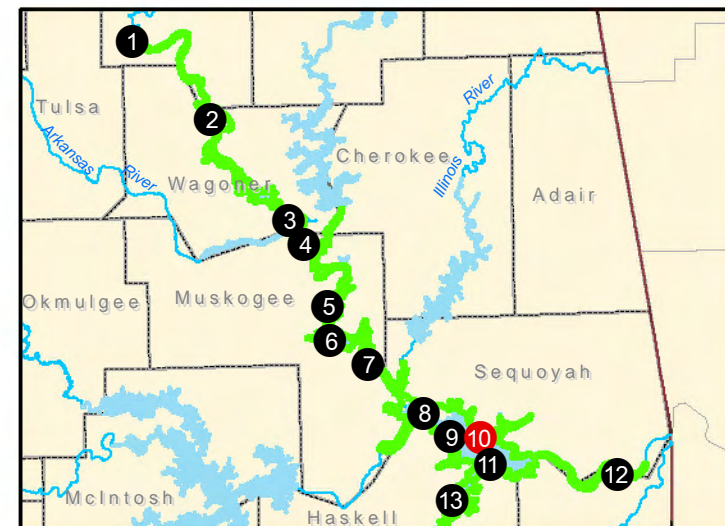 1
2
Tulsa
Arkansas
River
Wagoner
Cherokee
Illinois
River
Adair
3
4
Okmulgee
Muskogee
5
6
7
Sequoyah
8
9
10
11
12
13
McIntosh
Haskell